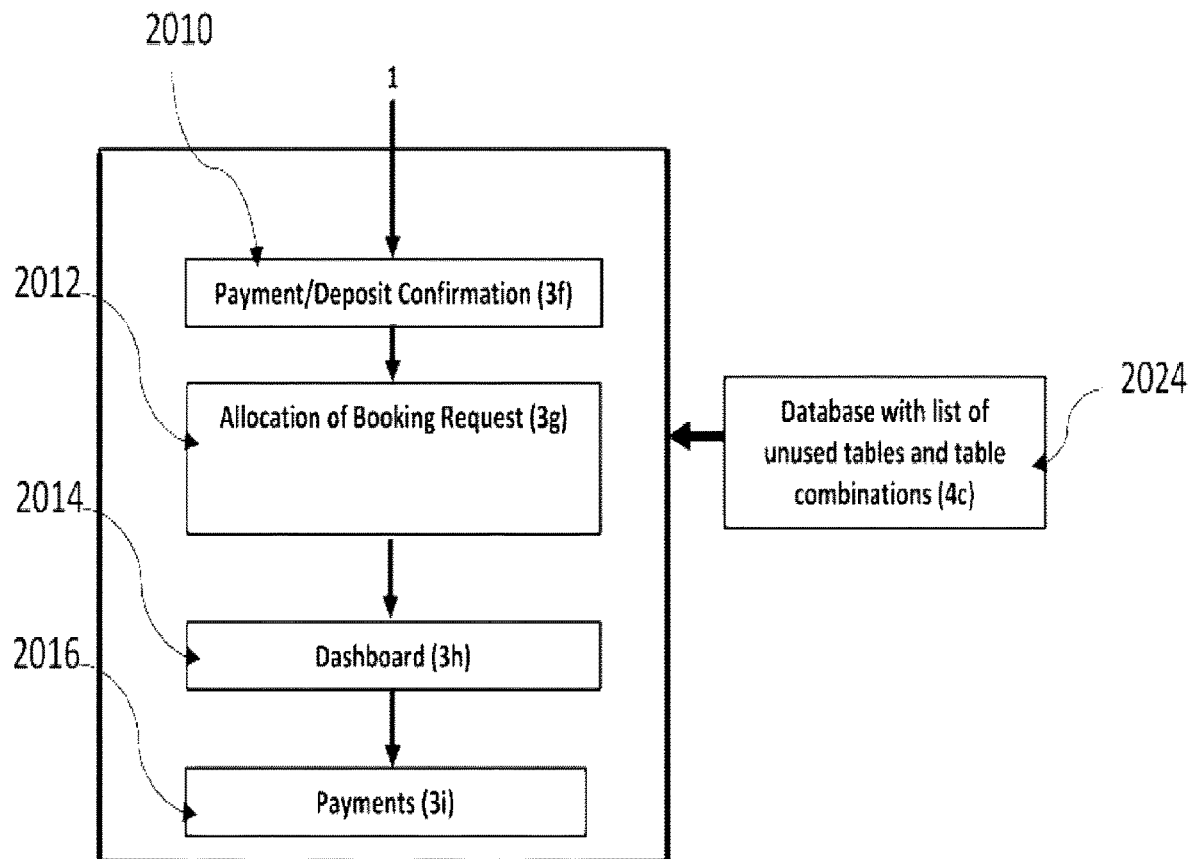 2010
1
Payment/Deposit Confirmation (3f)
2012
Allocation of Booking Request (3g)
2024
Database with list of
unused tables and table
combinations (4c)
2014
Dashboard (3h)
2016
Payments (3i)